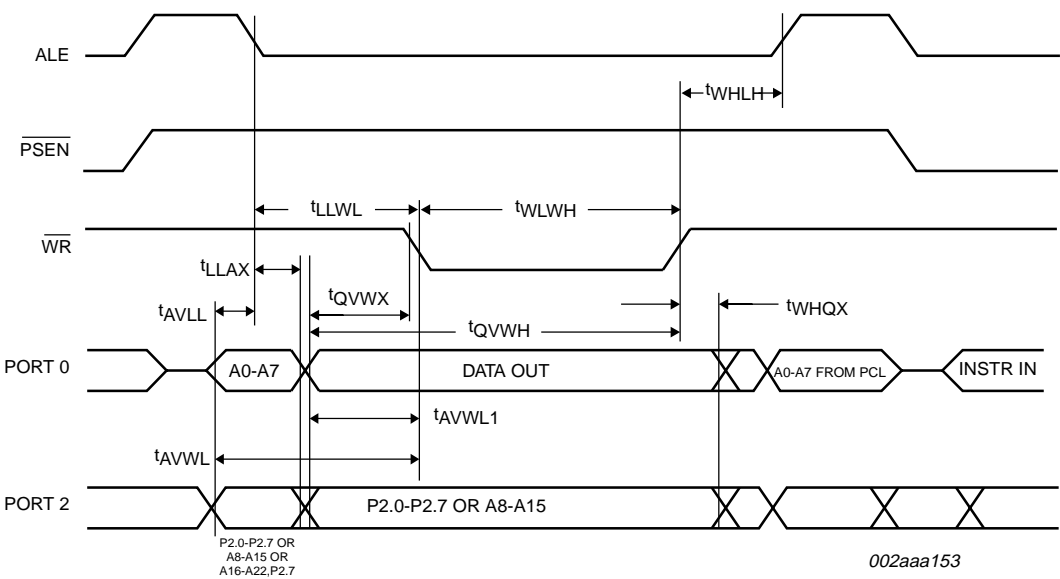 ALE
tWHLH
PSEN
tLLWL
tWLWH
WR
tLLAX
tAVLL
tQVWX
tWHQX
tQVWH
PORT 0
A0-A7
DATA OUT
A0-A7 FROM PCL
INSTR IN
tAVWL1
tAVWL
PORT 2
P2.0-P2.7 OR A8-A15
P2.0-P2.7 OR
A8-A15 OR
A16-A22,P2.7
002aaa153